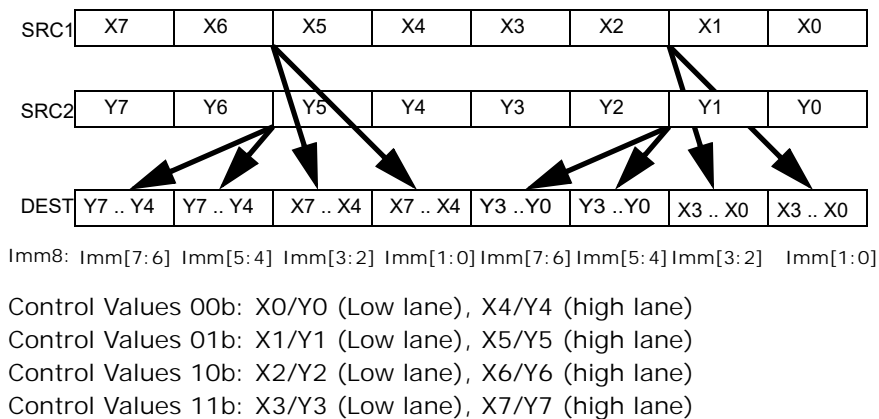 SRC1 X7 X6 X5 X4 X3 X2 X1 X0
SRC2 Y7 Y6 Y5 Y4 Y3 Y2 Y1 Y0
DEST Y7 .. Y4 Y7 .. Y4 X7 .. X4 X7 .. X4 Y3 ..Y0 Y3 ..Y0 X3 .. X0 X3 .. X0
Imm8: Imm[7:6] Imm[5:4] Imm[3:2] Imm[1:0] Imm[7:6] Imm[5:4] Imm[3:2] Imm[1:0]
Control Values 00b: X0/Y0 (Low lane), X4/Y4 (high lane)
Control Values 01b: X1/Y1 (Low lane), X5/Y5 (high lane)
Control Values 10b: X2/Y2 (Low lane), X6/Y6 (high lane)
Control Values 11b: X3/Y3 (Low lane), X7/Y7 (high lane)